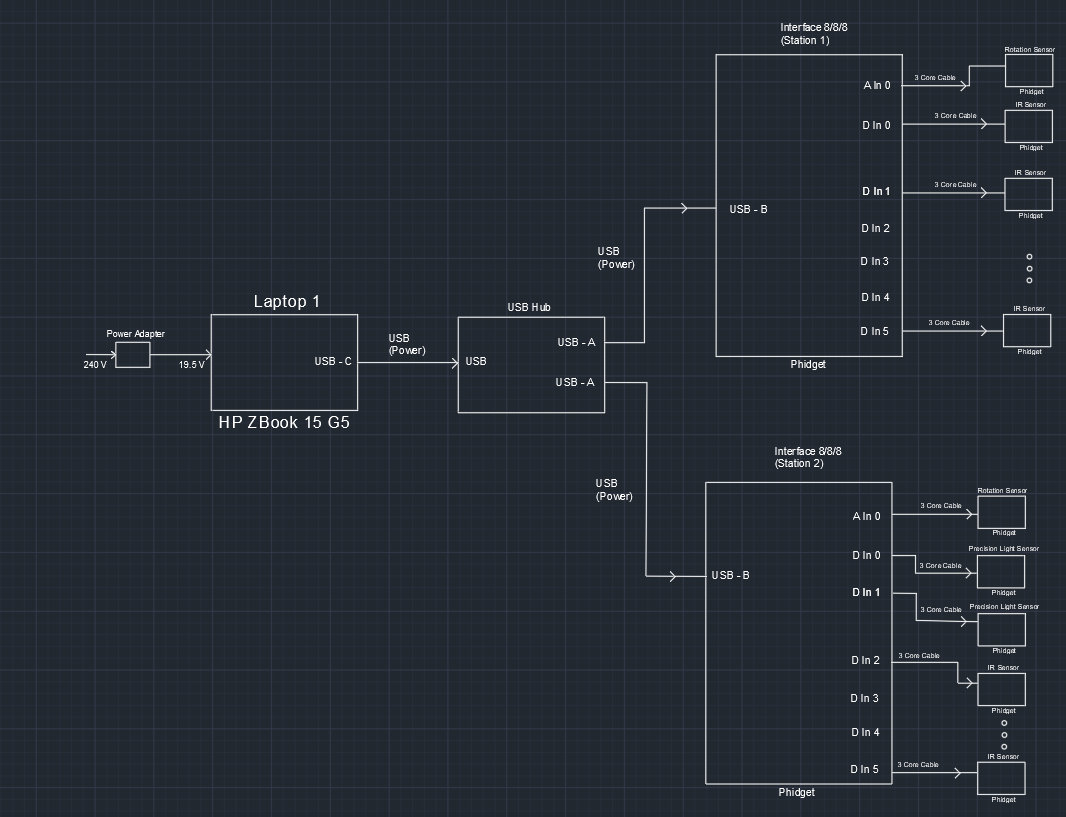 Power Adapter
240 V
19.5 V
Laptop 1
USB - C
HP ZBook 15 G5
USB
(Power)
USB Hub
USB
USB - A
USB - A
USB
(Power)
USB
(Power)
Interface 8/8/8
(Station 1)
USB - B
A In 0
D In 0
D In 1
D In 2
D In 3
D In 4
D In 5
Phidget
3 Core Cable
Rotation Sensor
Phidget
3 Core Cable
IR Sensor
Phidget
3 Core Cable
IR Sensor
Phidget
3 Core Cable
IR Sensor
Phidget
Interface 8/8/8
(Station 2)
USB - B
A In 0
D In 0
D In 1
D In 2
D In 3
D In 4
D In 5
Phidget
3 Core Cable
Rotation Sensor
Phidget
3 Core Cable
Precision Light Sensor
Phidget
3 Core Cable
Precision Light Sensor
Phidget
3 Core Cable
IR Sensor
Phidget
3 Core Cable
IR Sensor
Phidget